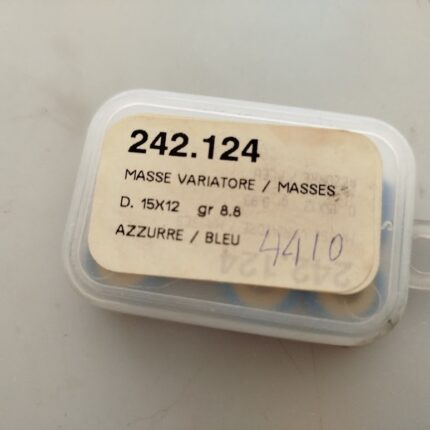 242.124
MASSE VARIATORE / MASSES
D. 15X12 gr 8.8
AZZURRE / BLEU 4410